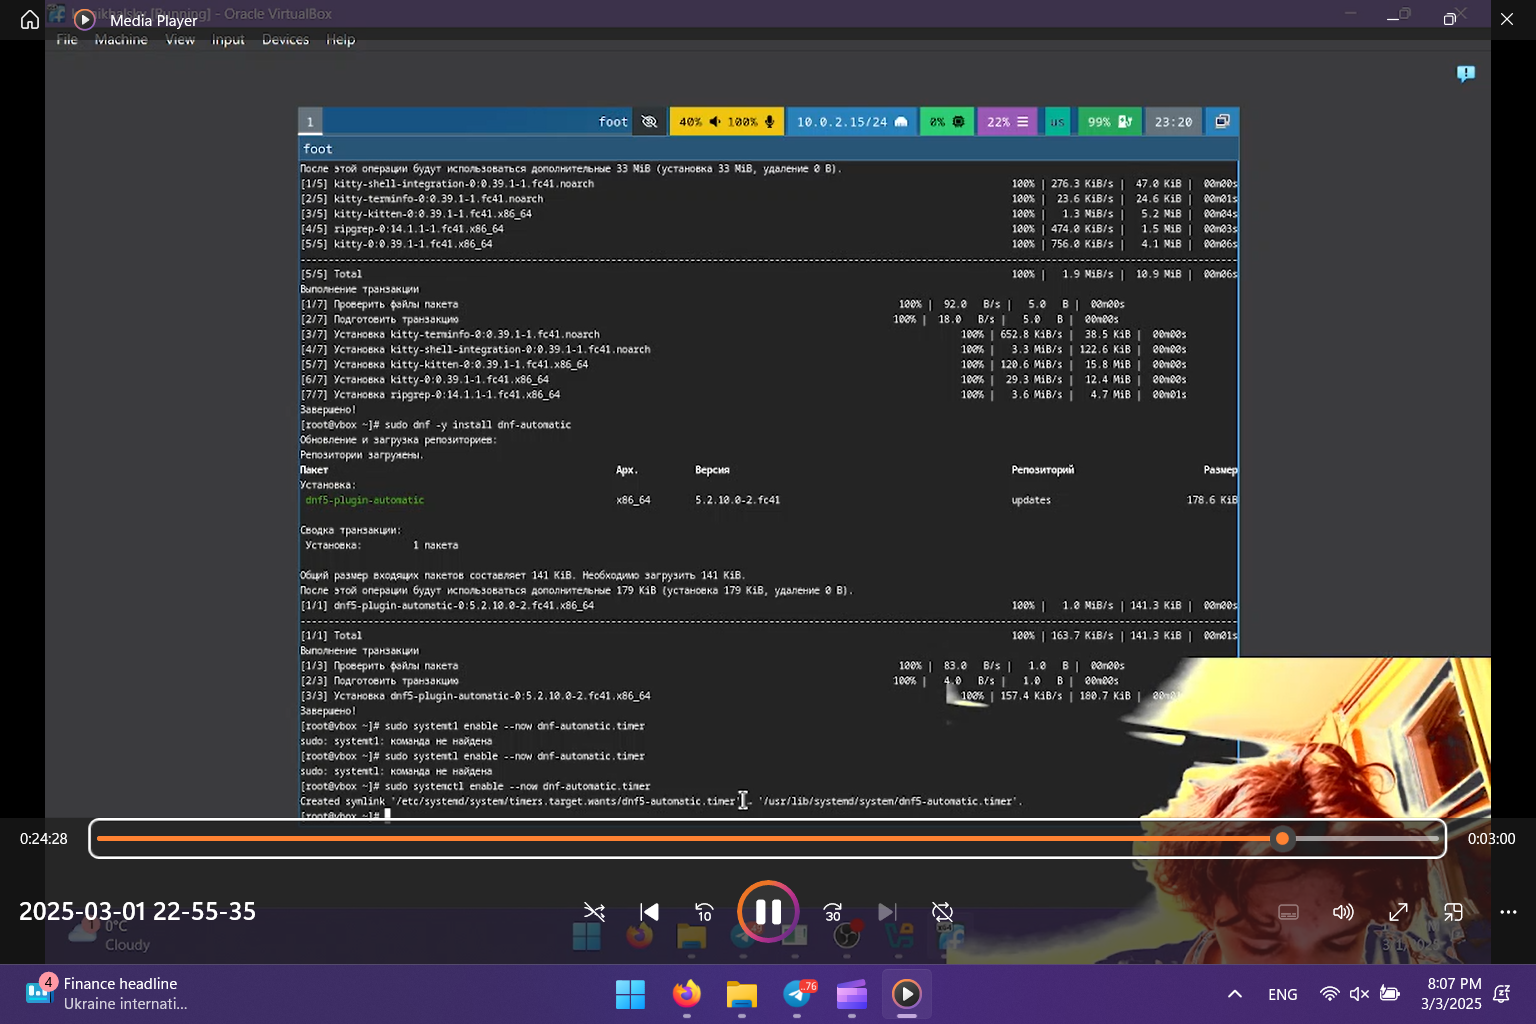 Media Player
[Running] - Oracle VirtualBox
File Machine View Input Devices Help
1 foot 40% 100% 10.0.2.15/24 0% 22% us 99% 23:20
foot
После этой операции будут использоваться дополнительные 33 MiB (установка 33 MiB, удаление 0 B).
[1/5] kitty-shell-integration-0:0.39.1-1.fc41.noarch 100% | 276.3 KiB/s | 47.0 KiB | 00m00s
[2/5] kitty-terminfo-0:0.39.1-1.fc41.noarch 100% | 23.6 KiB/s | 24.6 KiB | 00m01s
[3/5] kitty-kitten-0:0.39.1-1.fc41.x86_64 100% | 1.3 MiB/s | 5.2 MiB | 00m04s
[4/5] ripgrep-0:14.1.1-1.fc41.x86_64 100% | 474.0 KiB/s | 1.5 MiB | 00m03s
[5/5] kitty-0:0.39.1-1.fc41.x86_64 100% | 756.0 KiB/s | 4.1 MiB | 00m06s
[5/5] Total 100% | 1.9 MiB/s | 10.9 MiB | 00m06s
Выполнение транзакции
[1/7] Проверить файлы пакета 100% | 92.0 B/s | 5.0 B | 00m00s
[2/7] Подготовить транзакцию 100% | 18.0 B/s | 5.0 B | 00m00s
[3/7] Установка kitty-terminfo-0:0.39.1-1.fc41.noarch 100% | 652.8 KiB/s | 38.5 KiB | 00m00s
[4/7] Установка kitty-shell-integration-0:0.39.1-1.fc41.noarch 100% | 3.3 MiB/s | 122.6 KiB | 00m00s
[5/7] Установка kitty-kitten-0:0.39.1-1.fc41.x86_64 100% | 120.6 MiB/s | 15.8 MiB | 00m00s
[6/7] Установка kitty-0:0.39.1-1.fc41.x86_64 100% | 29.3 MiB/s | 12.4 MiB | 00m00s
[7/7] Установка ripgrep-0:14.1.1-1.fc41.x86_64 100% | 3.6 MiB/s | 4.7 MiB | 00m01s
Завершено!
[root@vbox ~]# sudo dnf -y install dnf-automatic
Обновление и загрузка репозиториев:
Репозитории загружены.
Пакет Арх. Версия Репозиторий Размер
Установка:
dnf5-plugin-automatic x86_64 5.2.10.0-2.fc41 updates 178.6 KiB
Сводка транзакции:
Установка: 1 пакета
Общий размер входящих пакетов составляет 141 KiB. Необходимо загрузить 141 KiB.
После этой операции будут использоваться дополнительные 179 KiB (установка 179 KiB, удаление 0 B).
[1/1] dnf5-plugin-automatic-0:5.2.10.0-2.fc41.x86_64 100% | 1.0 MiB/s | 141.3 KiB | 00m00s
[1/1] Total 100% | 163.7 KiB/s | 141.3 KiB | 00m01s
Выполнение транзакции
[1/3] Проверить файлы пакета 100% | 83.0 B/s | 1.0 B | 00m00s
[2/3] Подготовить транзакцию 100% | 4.0 B/s | 1.0 B | 00m00s
[3/3] Установка dnf5-plugin-automatic-0:5.2.10.0-2.fc41.x86_64 100% | 157.4 KiB/s | 180.7 KiB |
Завершено!
[root@vbox ~]# sudo systemt1 enable --now dnf-automatic.timer
sudo: systemt1: команда не найдена
[root@vbox ~]# sudo systemt1 enable --now dnf-automatic.timer
sudo: systemt1: команда не найдена
[root@vbox ~]# sudo systemctl enable --now dnf-automatic.timer
Created symlink '/etc/systemd/system/timers.target.wants/dnf5-automatic.timer' → '/usr/lib/systemd/system/dnf5-automatic.timer'.
[root@vbox ~]#
0:24:28 0:03:00
2025-03-01 22-55-35
10 30
0°C
Cloudy
4 Finance headline
Ukraine internati...
..76
ENG
8:07 PM
3/3/2025